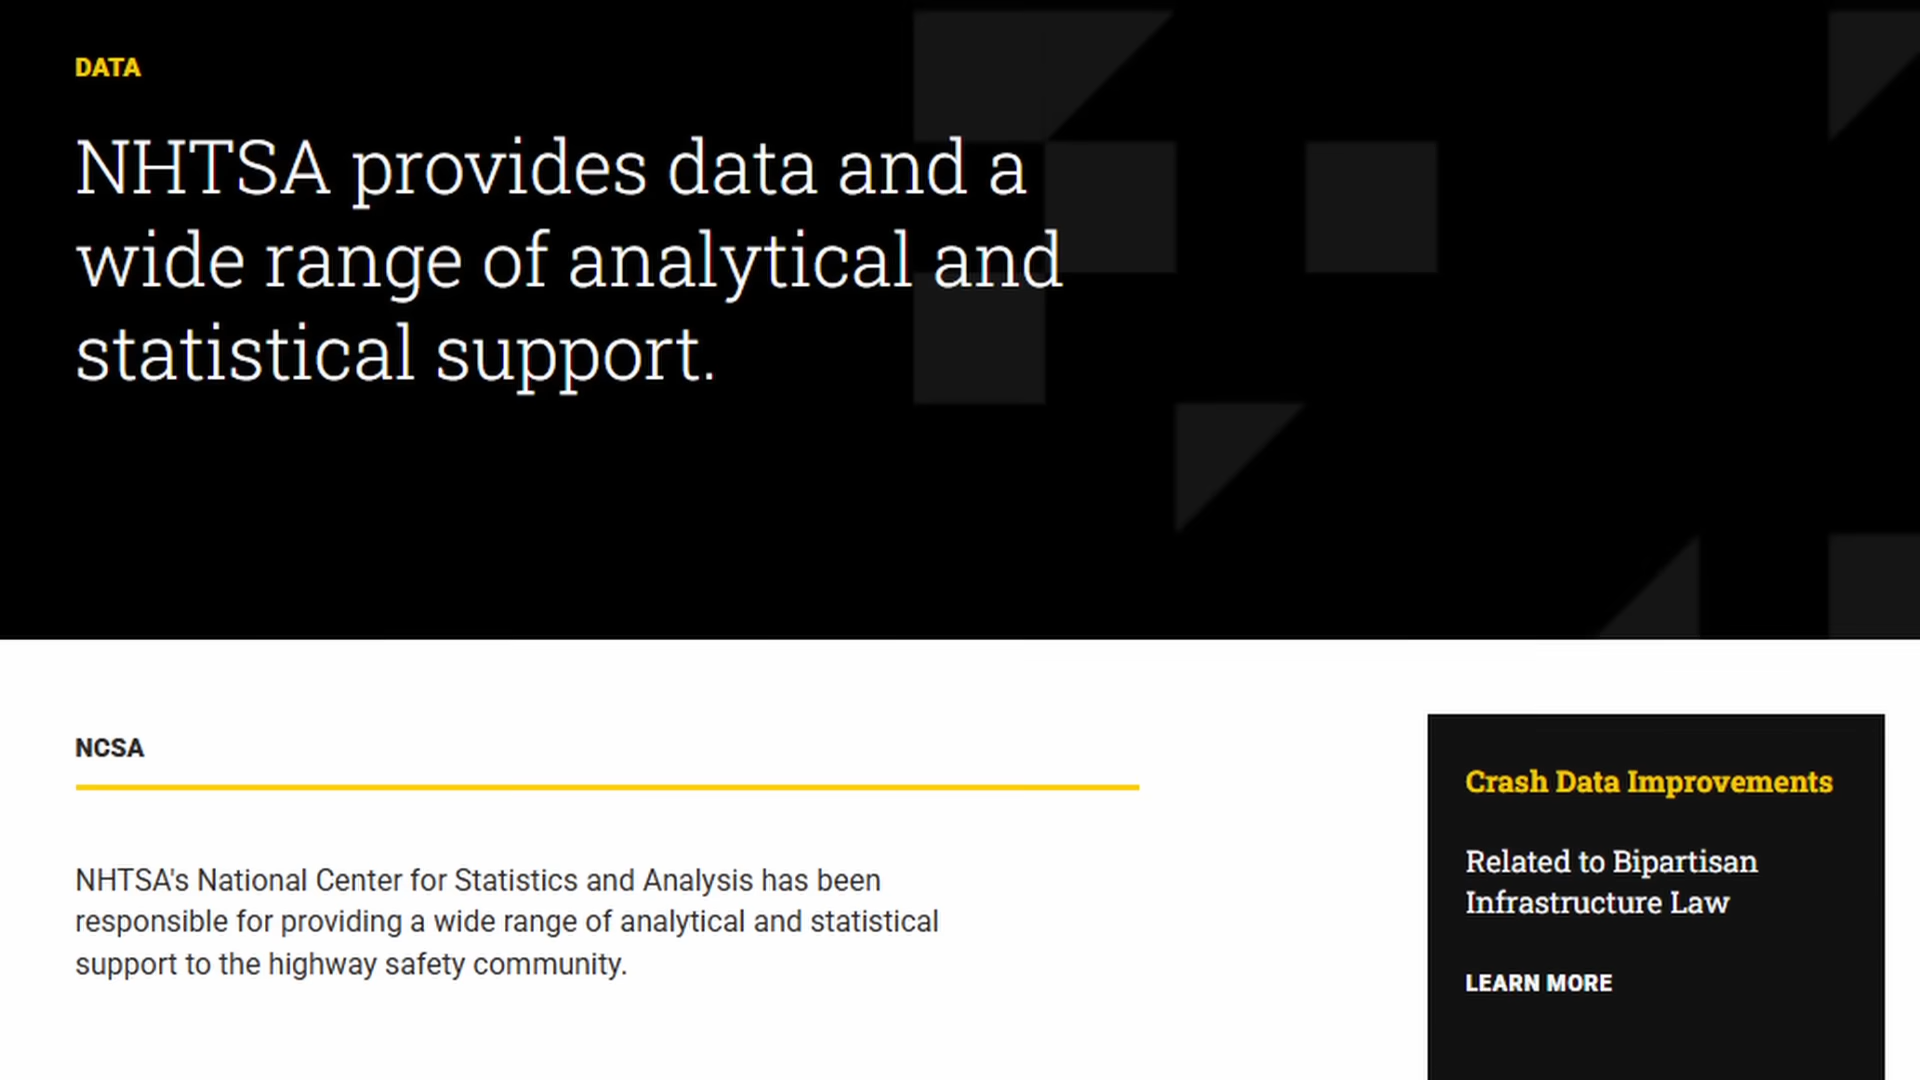 DATA
NHTSA provides data and a
wide range of analytical and
statistical support.
NCSA
NHTSA's National Center for Statistics and Analysis has been
responsible for providing a wide range of analytical and statistical
support to the highway safety community.
Crash Data Improvements
Related to Bipartisan
Infrastructure Law
LEARN MORE